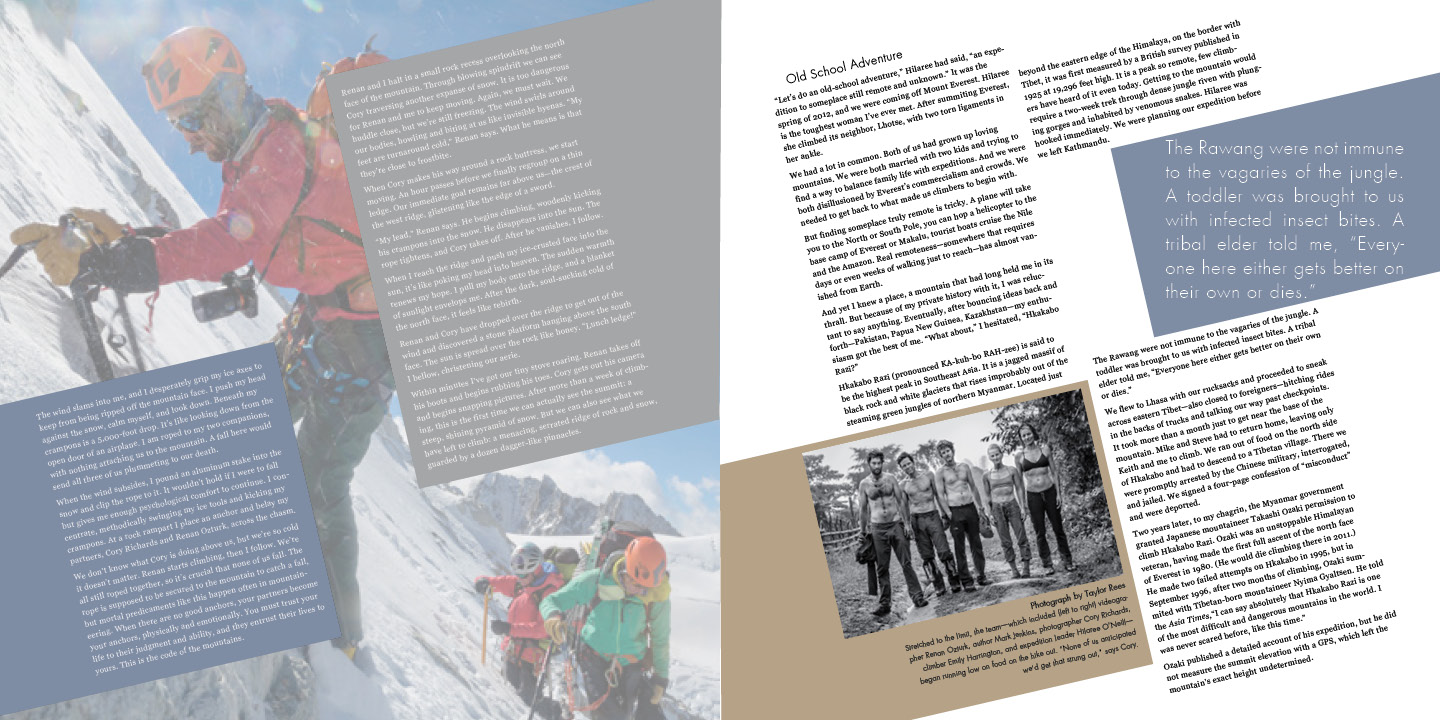 The wind slams into me, and I desperately grip my ice axes to
keep from being ripped off the mountain face. I push my head
against the snow, calm myself, and look down. Beneath my
crampons is a 5,000-foot drop. It's like looking down from the
open door of an airplane. I am roped to my two companions,
with nothing attaching us to the mountain. A fall here would
send all three of us plummeting to our death.
When the wind subsides, I pound an aluminum stake into the
snow and clip the rope to it. It wouldn't hold if I were to fall
but gives me enough psychological comfort to continue. I con-
centrate, methodically swinging my ice tools and kicking my
crampons. At a rock rampart I place an anchor and belay my
partners, Cory Richards and Renan Ozturk, across the chasm.
We don't know what Cory is doing above us, but we're so cold
it doesn't matter. Renan starts climbing, then I follow. We're
all still roped together, so it's crucial that none of us fall. The
rope is supposed to be secured to the mountain to catch a fall,
but mortal predicaments like this happen often in mountain-
eering. When there are no good anchors, your partners become
your anchors, physically and emotionally. You must trust your
life to their judgment and ability, and they entrust their lives to
yours. This is the code of the mountains.
Renan and I halt in a small rock recess overlooking the north
face of the mountain. Through blowing spindrift we can see
Cory traversing another expanse of snow. It is too dangerous
for Renan and me to keep moving. Again, we must wait. We
huddle close, but we're still freezing. The wind swirls around
our bodies, howling and biting at us like invisible hyenas. "My
feet are turnaround cold," Renan says. What he means is that
they're close to frostbite.
When Cory makes his way around a rock buttress, we start
moving. An hour passes before we finally regroup on a thin
ledge. Our immediate goal remains far above us—the crest of
the west ridge, glistening like the edge of a sword.
"My lead," Renan says. He begins climbing, woodenly kicking
his crampons into the snow. He disappears into the sun. The
rope tightens, and Cory takes off. After he vanishes, I follow.
When I reach the ridge and push my ice-crusted face into the
sun, it's like poking my head into heaven. The sudden warmth
renews my hope. I pull my body onto the ridge, and a blanket
of sunlight envelops me. After the dark, soul-sucking cold of
the north face, it feels like rebirth.
Renan and Cory have dropped over the ridge to get out of the
wind and discovered a stone platform hanging above the south
face. The sun is spread over the rock like honey. "Lunch ledge!"
I bellow, christening our aerie.
Within minutes I've got our tiny stove roaring. Renan takes off
his boots and begins rubbing his toes. Cory gets out his camera
and begins snapping pictures. After more than a week of climb-
ing, this is the first time we can actually see the summit: a
steep, shining pyramid of snow, but we can also see what we
have left to climb: a menacing, serrated ridge of rock and snow,
guarded by a dozen dagger-like pinnacles.
Old School Adventure
"Let's do an old-school adventure," Hilaree had said, "an expe-
dition to someplace still remote and unknown." It was the
spring of 2012, and we were coming off Mount Everest. Hilaree
is the toughest woman I've ever met. After summiting Everest,
she climbed its neighbor, Lhotse, with two torn ligaments in
her ankle.
We had a lot in common. Both of us had grown up loving
mountains. We were both married with two kids and trying to
find a way to balance family life with expeditions. And we were
both disillusioned by Everest's commercialism and crowds. We
needed to get back to what made us climbers to begin with.
But finding someplace truly remote is tricky. A plane will take
you to the North or South Pole, you can hop a helicopter to the
base camp of Everest or Makalu, tourist boats cruise the Nile
and the Amazon. Real remoteness—somewhere that requires
days or even weeks of walking just to reach—has almost van-
ished from Earth.
And yet I knew a place, a mountain that had long held me in its
thrall. But because of my private history with it, I was reluc-
tant to say anything. Eventually, after bouncing ideas back and
forth—Pakistan, Papua New Guinea, Kazakhstan—my enthu-
siasm got the best of me. "What about," I hesitated, "Hkakabo
Razi?"
Hkakabo Razi (pronounced KA-kuh-bo RAH-zee) is said to
be the highest peak in Southeast Asia. It is a jagged massif of
black rock and white glaciers that rises improbably out of the
steaming green jungles of northern Myanmar. Located just
beyond the eastern edge of the Himalaya, on the border with
Tibet, it was first measured by a British survey published in
1925 at 19,296 feet high. It is a peak so remote, few climb-
ers have heard of it even today. Getting to the mountain would
require a two-week trek through dense jungle riven with plung-
ing gorges and inhabited by venomous snakes. Hilaree was
hooked immediately. We were planning our expedition before
we left Kathmandu.
The Rawang were not immune
to the vagaries of the jungle.
A toddler was brought to us
with infected insect bites. A
tribal elder told me, "Every-
one here either gets better on
their own or dies."
The Rawang were not immune to the vagaries of the jungle. A
toddler was brought to us with infected insect bites. A tribal
elder told me, "Everyone here either gets better on their own
or dies."
We flew to Lhasa with our rucksacks and proceeded to sneak
across eastern Tibet—also closed to foreigners—hitching rides
in the backs of trucks and talking our way past checkpoints.
It took more than a month just to get near the base of the
mountain. Mike and Steve had to return home, leaving only
Keith and me to climb. We ran out of food on the north side
of Hkakabo and had to descend to a Tibetan village. There we
were promptly arrested by the Chinese military, interrogated,
and jailed. We signed a four-page confession of "misconduct"
and were deported.
Two years later, to my chagrin, the Myanmar government
granted Japanese mountaineer Takashi Ozaki permission to
climb Hkakabo Razi. Ozaki was an unstoppable Himalayan
veteran, having made the first full ascent of the north face
of Everest in 1980. (He would die climbing there in 2011.)
He made two failed attempts on Hkakabo in 1995, but in
September 1996, after two months of climbing, Ozaki sum-
mited with Tibetan-born mountaineer Nyima Gyaltsen. He told
the Asia Times, "I can say absolutely that Hkakabo Razi is one
of the most difficult and dangerous mountains in the world. I
was never scared before, like this time."
Ozaki published a detailed account of his expedition, but he did
not measure the summit elevation with a GPS, which left the
mountain's exact height undetermined.
Photograph by Taylor Rees
Stretched to the limit, the team—which included (left to right) videogra-
pher Renan Ozturk, author Mark Jenkins, photographer Cory Richards,
climber Emily Harrington, and expedition leader Hilaree O'Neill—
began running low on food on the hike out. "None of us anticipated
we'd get that strung out," says Cory.